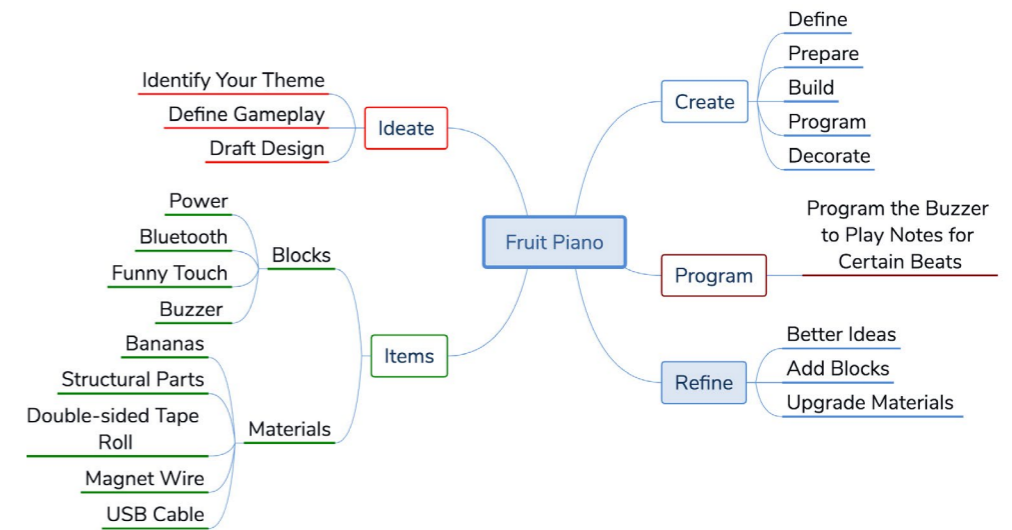 Fruit Piano
Ideate
Identify Your Theme
Define Gameplay
Draft Design
Items
Blocks
Power
Bluetooth
Funny Touch
Buzzer
Materials
Bananas
Structural Parts
Double-sided Tape
Roll
Magnet Wire
USB Cable
Create
Define
Prepare
Build
Program
Decorate
Program
Program the Buzzer
to Play Notes for
Certain Beats
Refine
Better Ideas
Add Blocks
Upgrade Materials